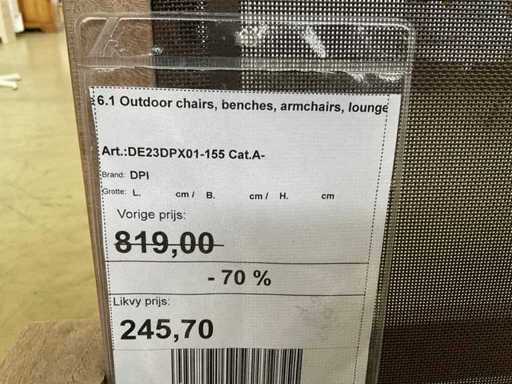 6.1 Outdoor chairs, benches, armchairs, lounge
Art.:DE23DPX01-155 Cat.A-
Brand: DPI
Grotte: L. cm / B. cm / H. cm
Vorige prijs:
819,00
- 70 %
Likvy prijs:
245,70